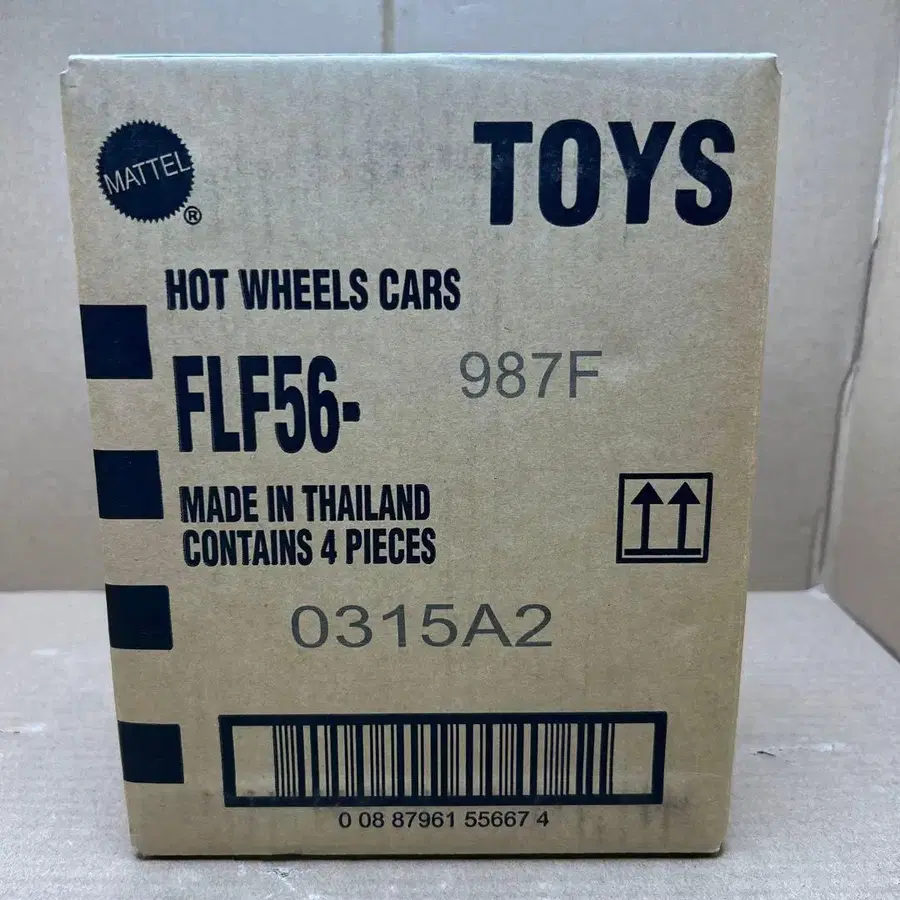 MATTEL
®
TOYS
HOT WHEELS CARS
FLF56- 987F
MADE IN THAILAND
CONTAINS 4 PIECES
0315A2
0 08 87961 55667 4